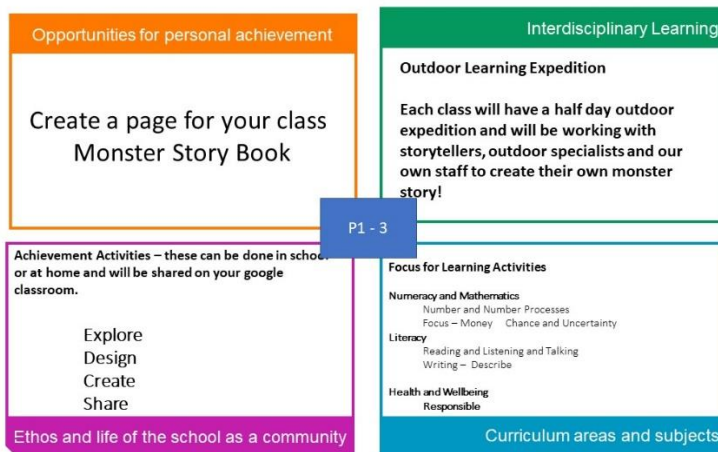 Opportunities for personal achievement
Create a page for your class
Monster Story Book
Interdisciplinary Learning
Outdoor Learning Expedition
Each class will have a half day outdoor
expedition and will be working with
storytellers, outdoor specialists and our
own staff to create their own monster
story!
P1 - 3
Achievement Activities – these can be done in school
or at home and will be shared on your google
classroom.
Explore
Design
Create
Share
Ethos and life of the school as a community
Focus for Learning Activities
Numeracy and Mathematics
Number and Number Processes
Focus – Money Chance and Uncertainty
Literacy
Reading and Listening and Talking
Writing – Describe
Health and Wellbeing
Responsible
Curriculum areas and subjects